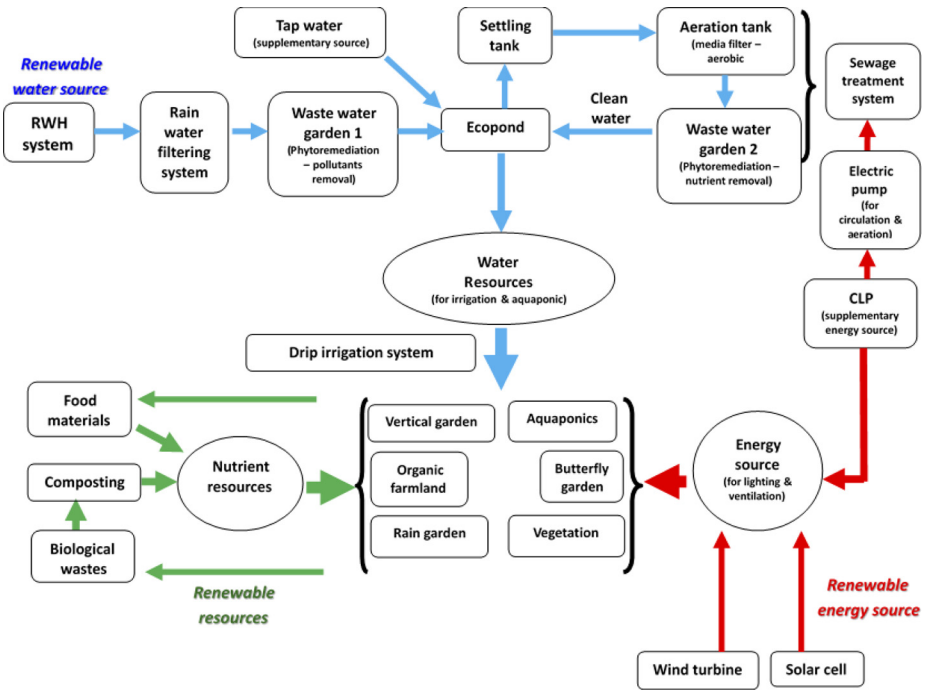 Tap water
(supplementary source)
Settling
tank
Aeration tank
(media filter –
aerobic
Sewage
treatment
system
Renewable
water source
RWH
system
Rain
water
filtering
system
Waste water
garden 1
(Phytoremediation
– pollutants
removal)
Ecopond
Clean
water
Waste water
garden 2
(Phytoremediation –
nutrient removal)
Electric
pump
(for
circulation &
aeration)
Water
Resources
(for irrigation & aquaponic)
CLP
(supplementary
energy source)
Drip irrigation system
Food
materials
Nutrient
resources
Composting
Biological
wastes
Vertical garden
Aquaponics
Organic
farmland
Butterfly
garden
Rain garden
Vegetation
Energy
source
(for lighting &
ventilation)
Renewable
resources
Renewable
energy source
Wind turbine
Solar cell